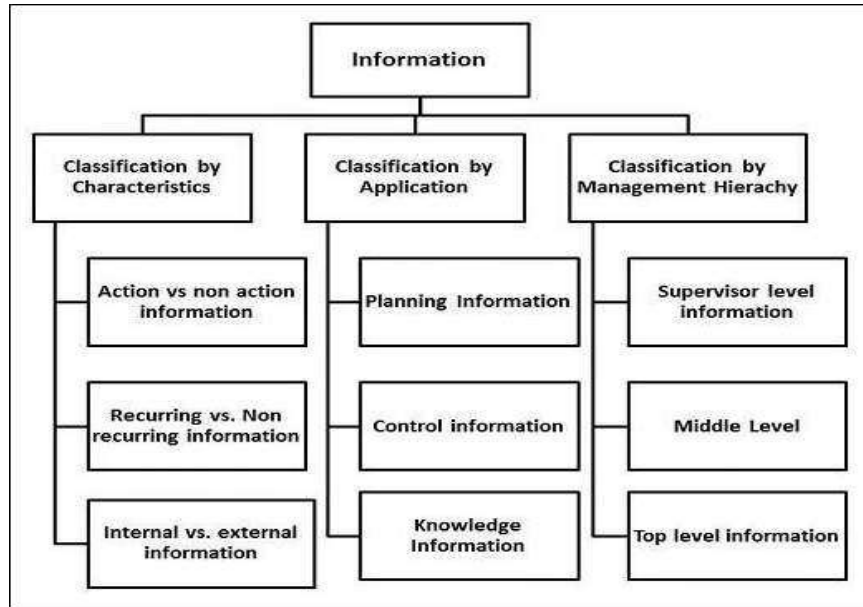 Information
Classification by
Characteristics
Classification by
Application
Classification by
Management Hierachy
Action vs non action
information
Planning Information
Supervisor level
information
Recurring vs. Non
recurring information
Control information
Middle Level
Internal vs. external
information
Knowledge
Information
Top level information